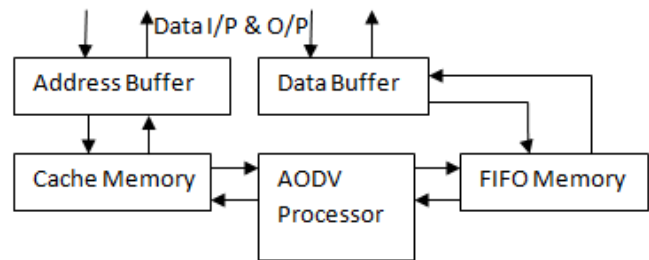 Data I/P & O/P
Address Buffer
Data Buffer
Cache Memory
AODV
Processor
FIFO Memory